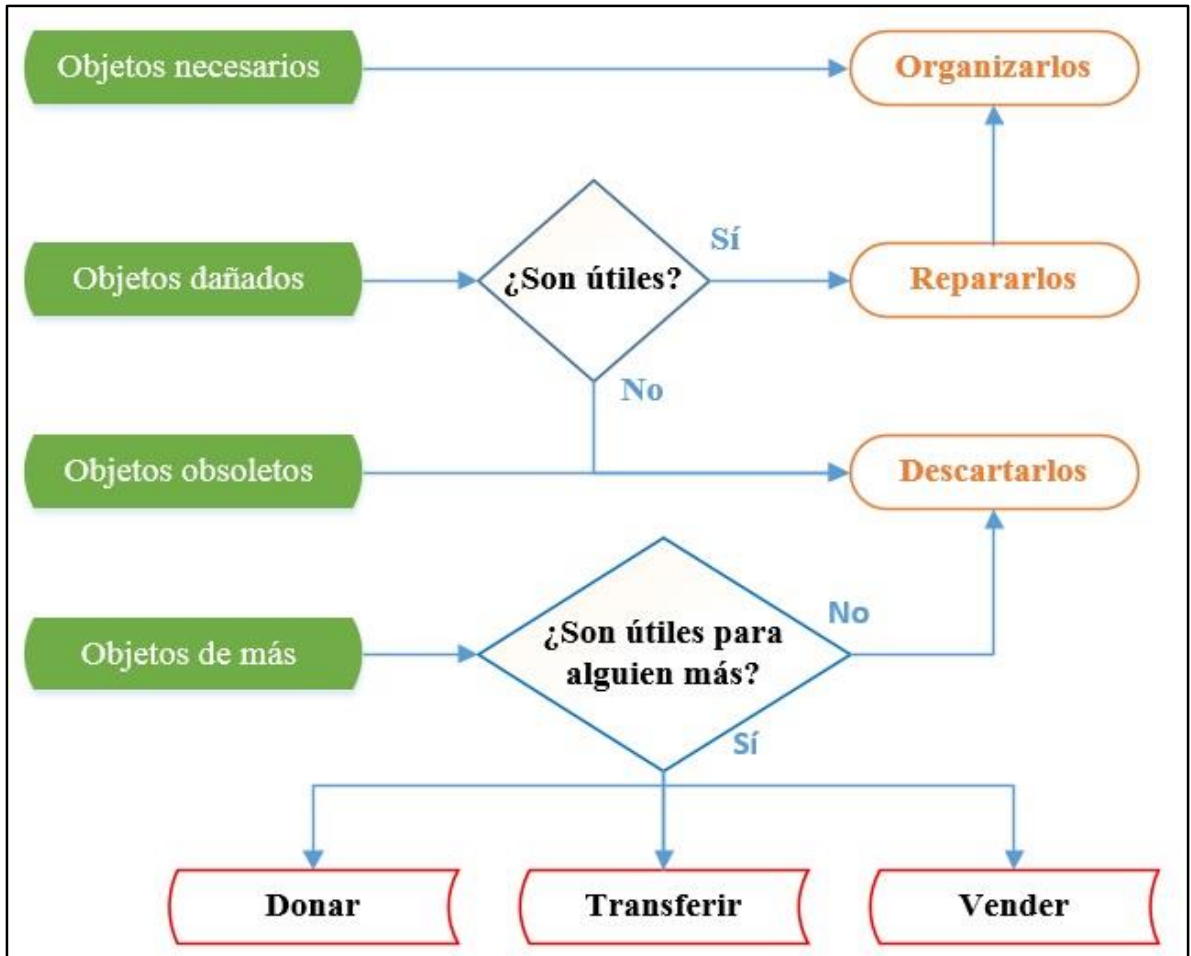 Objetos necesarios
Organizarlos
Sí
Objetos dañados
¿Son útiles?
Repararlos
No
Objetos obsoletos
Descartarlos
No
Objetos de más
¿Son útiles para
alguien más?
Sí
Donar
Transferir
Vender